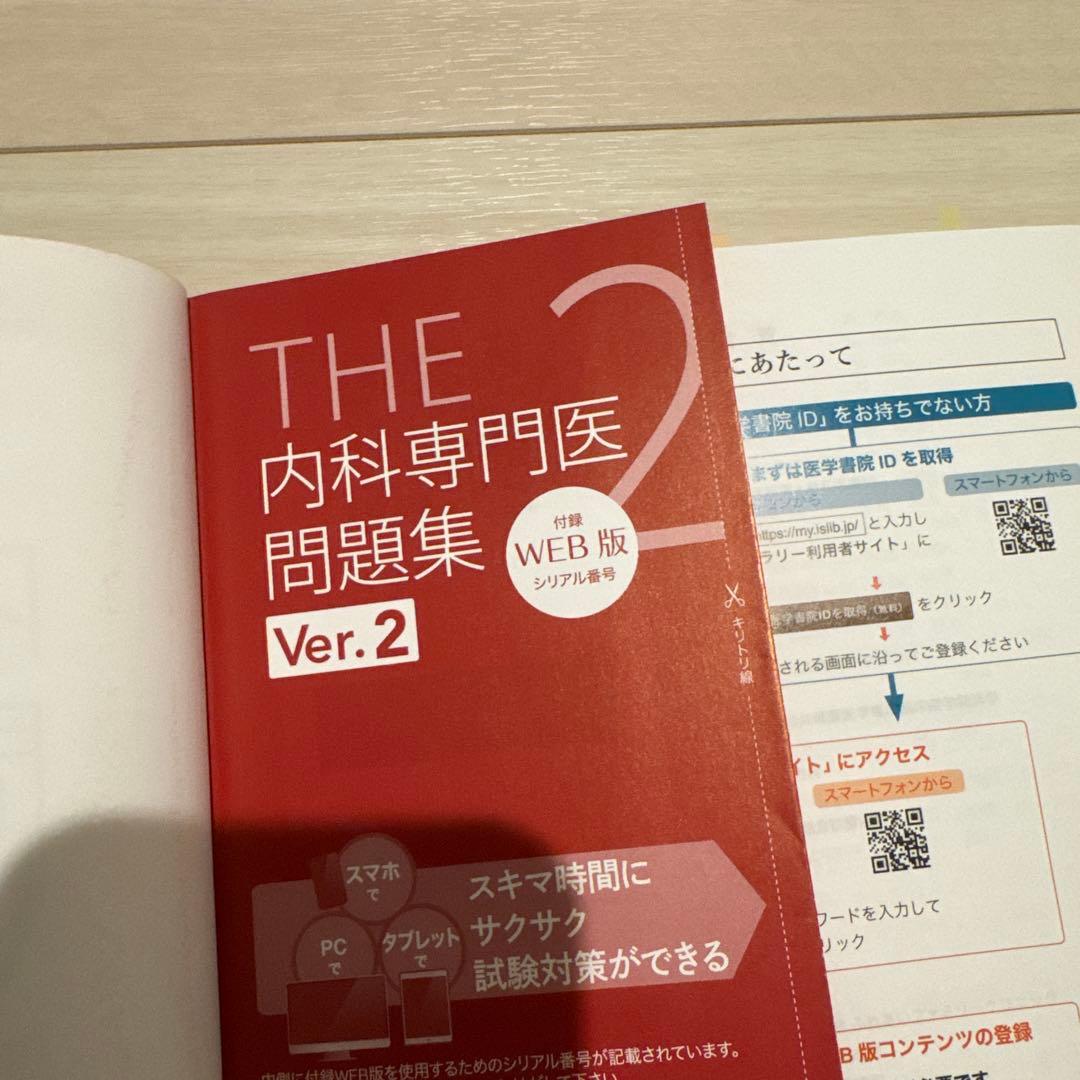 THE
2
内科専門医
問題集
Ver.2
付録
WEB 版
シリアル番号
キリトリ線
スマホ
で
PC
で
タブレット
で
スキマ時間に
サクサク
試験対策ができる
内側に付録WEB版を使用するためのシリアル番号が記載されています。
にあたって
学書院 ID」をお持ちでない方
まずは医学書院 ID を取得
スマートフォンから
https://my.islib.jp/ と入力し
ラリー利用者サイト」に
医学書院IDを取得(無料) をクリック
される画面に沿ってご登録ください
イト」にアクセス
スマートフォンから
ワードを入力して
リック
B 版コンテンツの登録